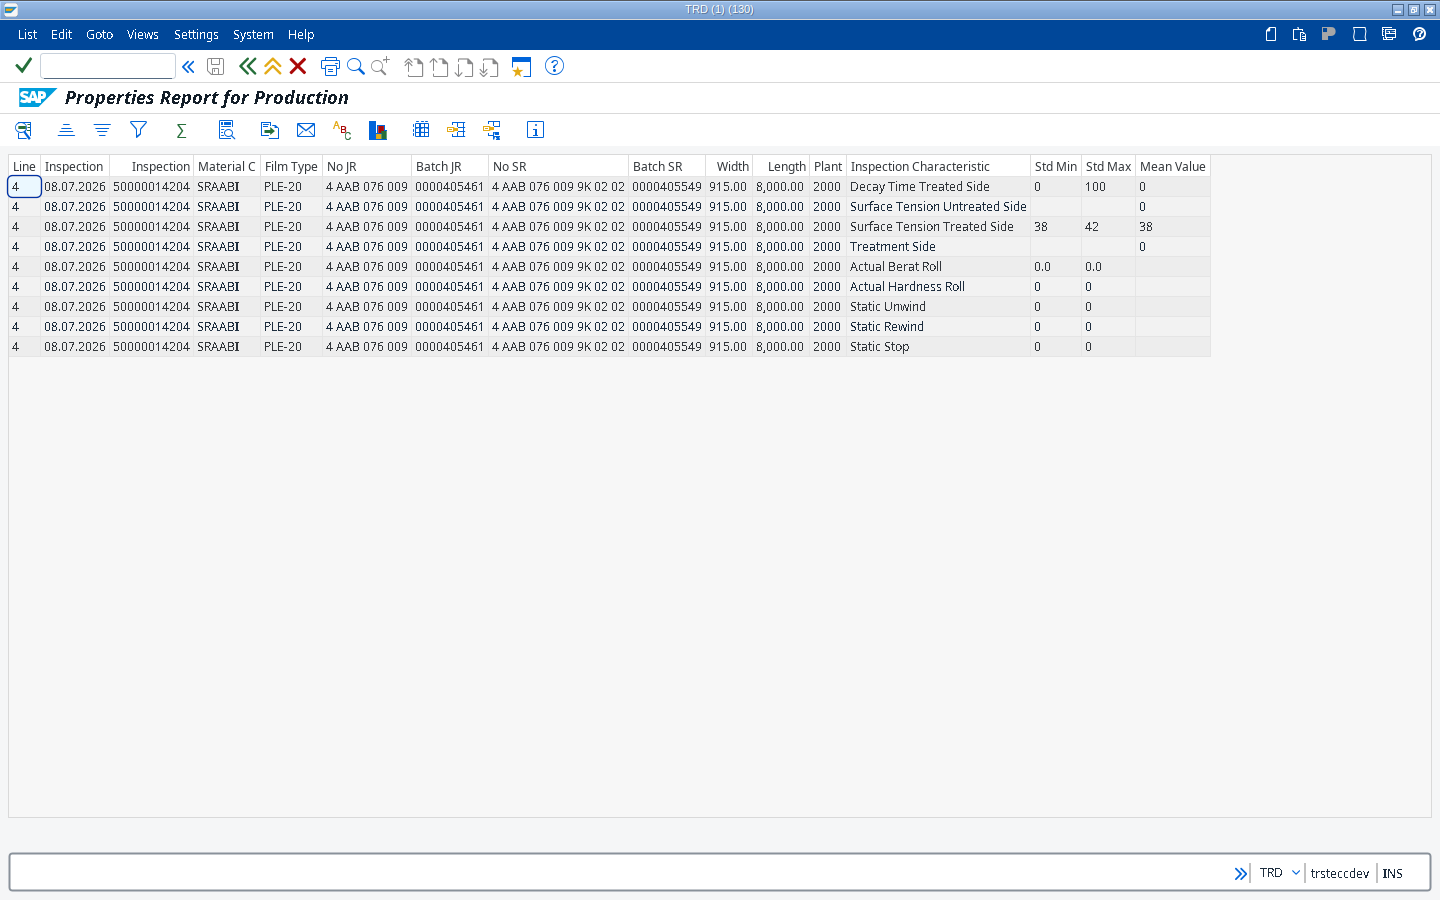 TRD (1) (130)
List Edit Goto Views Settings System Help
SAP Properties Report for Production
Line Inspection Inspection Material C Film Type No JR Batch JR No SR Batch SR Width Length Plant Inspection Characteristic Std Min Std Max Mean Value
4 08.07.2026 50000014204 SRAABI PLE-20 4 AAB 076 009 0000405461 4 AAB 076 009 9K 02 02 0000405549 915.00 8,000.00 2000 Decay Time Treated Side 0 100 0
4 08.07.2026 50000014204 SRAABI PLE-20 4 AAB 076 009 0000405461 4 AAB 076 009 9K 02 02 0000405549 915.00 8,000.00 2000 Surface Tension Untreated Side 0
4 08.07.2026 50000014204 SRAABI PLE-20 4 AAB 076 009 0000405461 4 AAB 076 009 9K 02 02 0000405549 915.00 8,000.00 2000 Surface Tension Treated Side 38 42 38
4 08.07.2026 50000014204 SRAABI PLE-20 4 AAB 076 009 0000405461 4 AAB 076 009 9K 02 02 0000405549 915.00 8,000.00 2000 Treatment Side 0
4 08.07.2026 50000014204 SRAABI PLE-20 4 AAB 076 009 0000405461 4 AAB 076 009 9K 02 02 0000405549 915.00 8,000.00 2000 Actual Berat Roll 0.0 0.0
4 08.07.2026 50000014204 SRAABI PLE-20 4 AAB 076 009 0000405461 4 AAB 076 009 9K 02 02 0000405549 915.00 8,000.00 2000 Actual Hardness Roll 0 0
4 08.07.2026 50000014204 SRAABI PLE-20 4 AAB 076 009 0000405461 4 AAB 076 009 9K 02 02 0000405549 915.00 8,000.00 2000 Static Unwind 0 0
4 08.07.2026 50000014204 SRAABI PLE-20 4 AAB 076 009 0000405461 4 AAB 076 009 9K 02 02 0000405549 915.00 8,000.00 2000 Static Rewind 0 0
4 08.07.2026 50000014204 SRAABI PLE-20 4 AAB 076 009 0000405461 4 AAB 076 009 9K 02 02 0000405549 915.00 8,000.00 2000 Static Stop 0 0
TRD trsteccdev INS